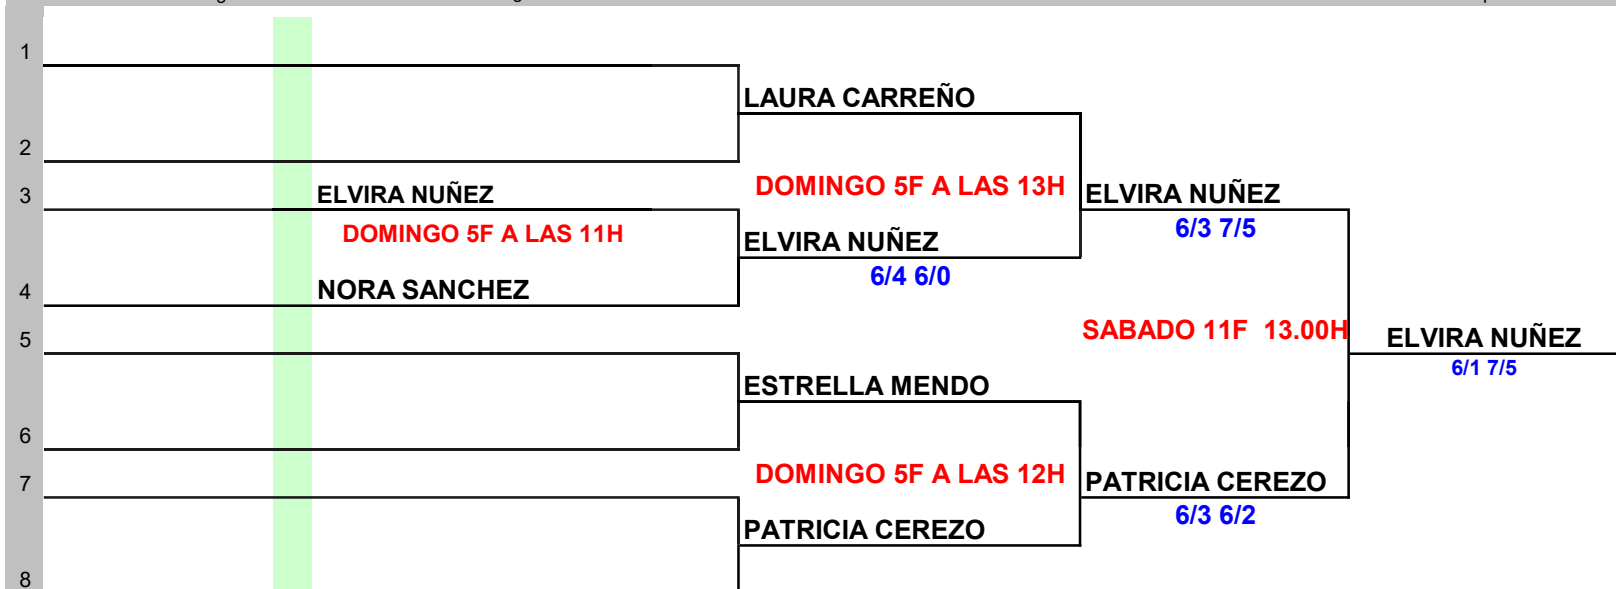 1
LAURA CARREÑO
2
DOMINGO 5F A LAS 13H
3
ELVIRA NUÑEZ
ELVIRA NUÑEZ
6/3 7/5
DOMINGO 5F A LAS 11H
ELVIRA NUÑEZ
6/4 6/0
4
NORA SANCHEZ
SABADO 11F 13.00H
5
ELVIRA NUÑEZ
6/1 7/5
ESTRELLA MENDO
6
DOMINGO 5F A LAS 12H
7
PATRICIA CEREZO
6/3 6/2
PATRICIA CEREZO
8